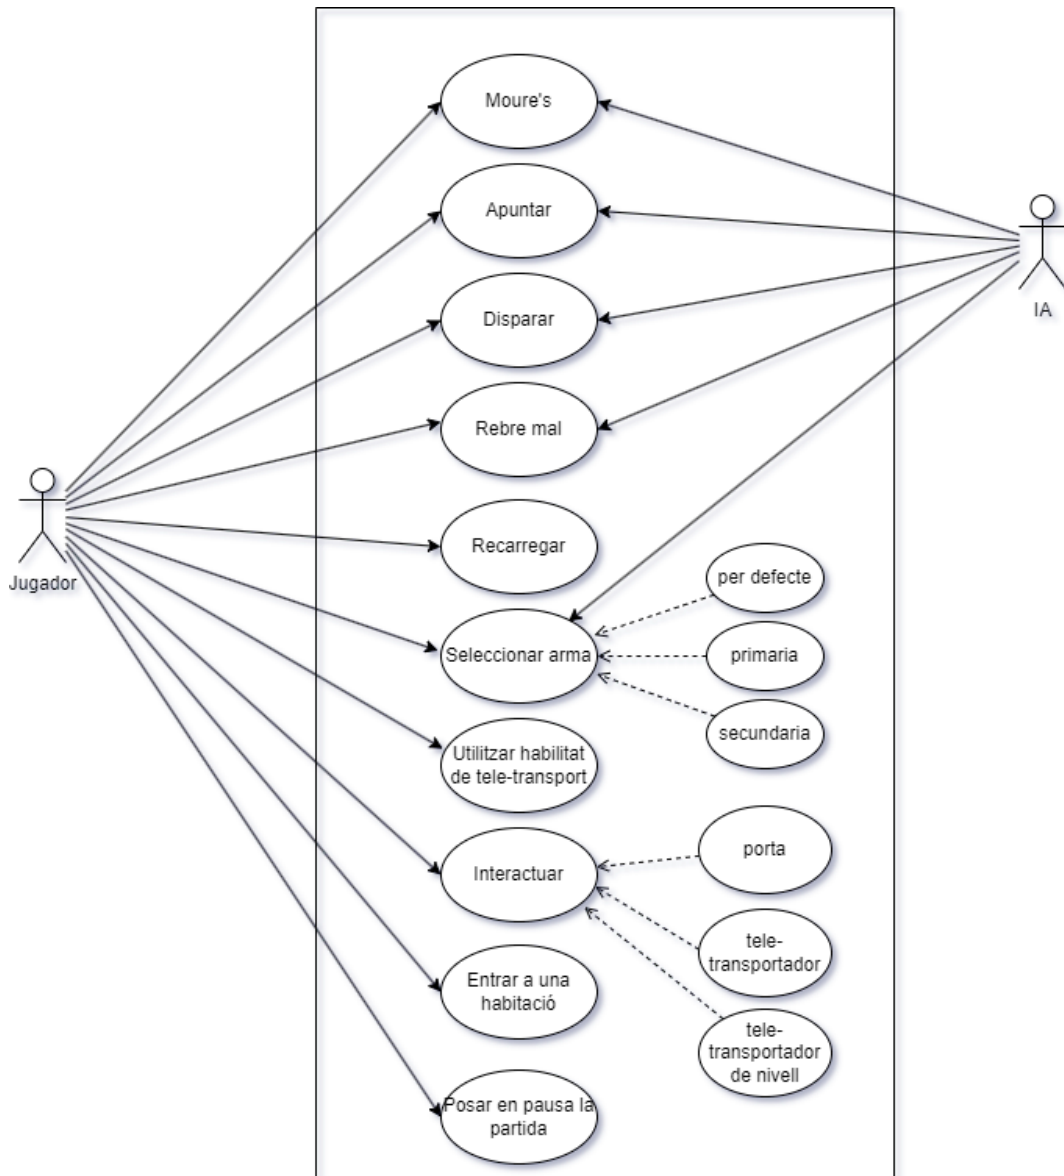 Moure's
Apuntar
IA
Disparar
Rebre mal
Jugador
Recarregar
per defecte
Seleccionar arma
primaria
secundaria
Utilitzar habilitat
de tele-transport
porta
Interactuar
tele-
transportador
Entrar a una
habitació
tele-
transportador
de nivell
Posar en pausa la
partida